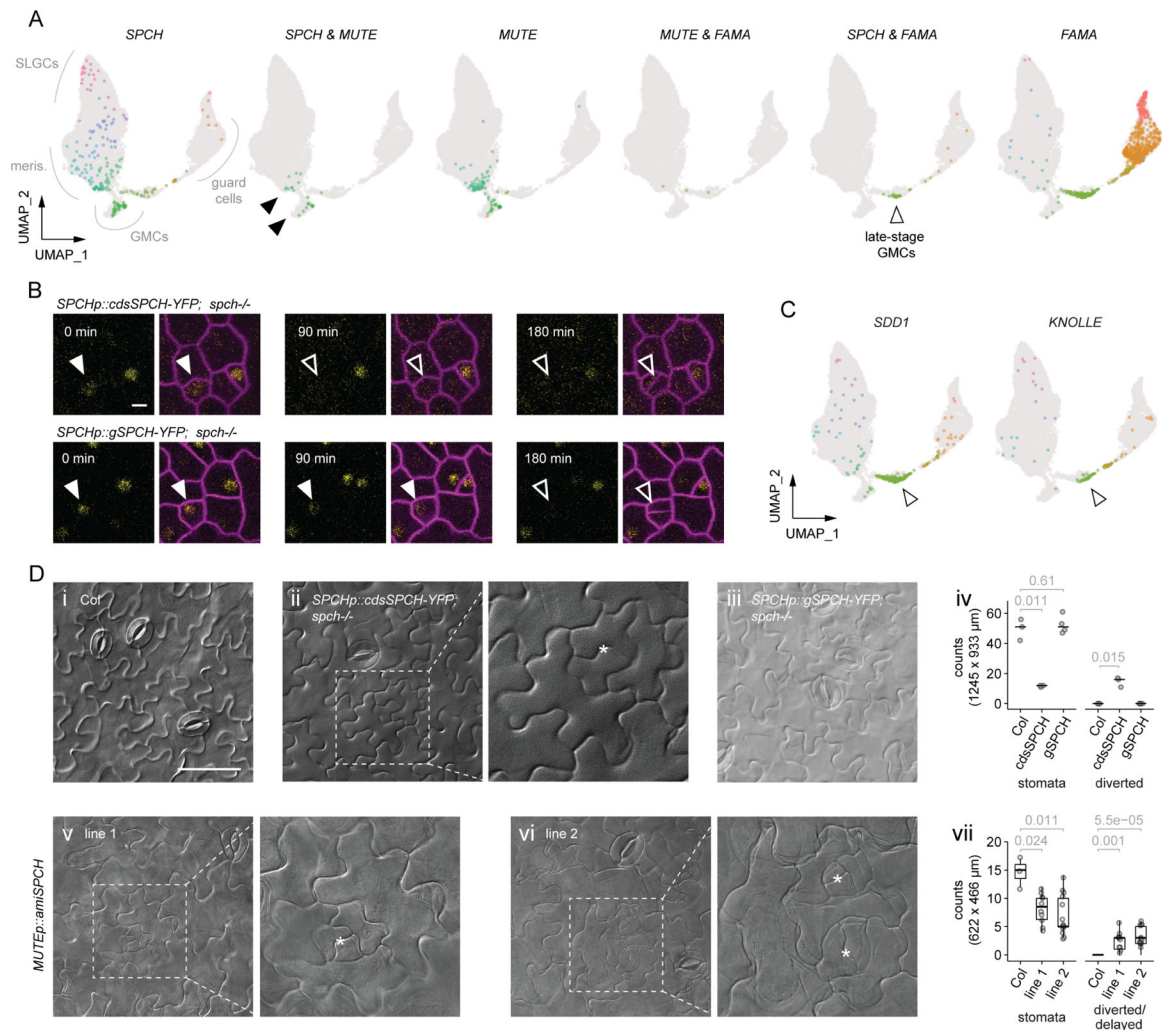 A
SPCH
SPCH & MUTE
MUTE
MUTE & FAMA
SPCH & FAMA
FAMA
SLGCs
meris.
guard
cells
GMCs
late-stage
GMCs
UMAP_2
UMAP_1
B
SPCHp::cdsSPCH-YFP; spch-/-
0 min
90 min
180 min
SPCHp::gSPCH-YFP; spch-/-
0 min
90 min
180 min
C
SDD1
KNOLLE
UMAP_2
UMAP_1
D
i Col
ii SPCHp::cdsSPCH-YFP;
spch-/-
*
iii SPCHp::gSPCH-YFP;
spch-/-
iv
counts
(1245 x 933 µm)
60
40
20
0
0.61
0.011
0.015
Col
cdsSPCH
gSPCH
Col
cdsSPCH
gSPCH
stomata
diverted
MUTEp::amiSPCH
v line 1
*
vi line 2
*
*
vii
counts
(622 x 466 µm)
20
15
10
5
0
0.011
0.024
5.5e−05
0.001
Col
line 1
line 2
Col
line 1
line 2
stomata
diverted/
delayed